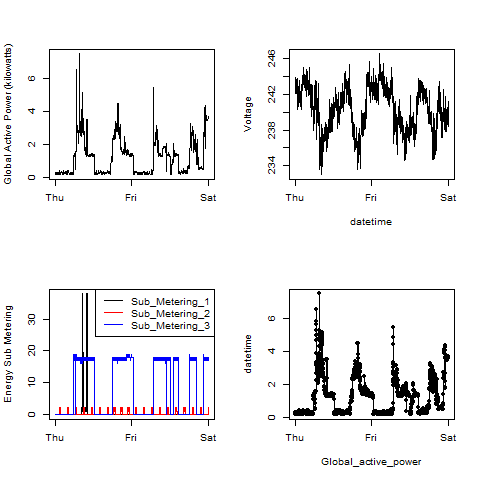 Global Active Power (kilowatts)
0 2 4 6
Thu Fri Sat
Voltage
234 238 242 246
Thu Fri Sat
datetime
Energy Sub Metering
0 10 20 30
Sub_Metering_1
Sub_Metering_2
Sub_Metering_3
Thu Fri Sat
datetime
0 2 4 6
Thu Fri Sat
Global_active_power